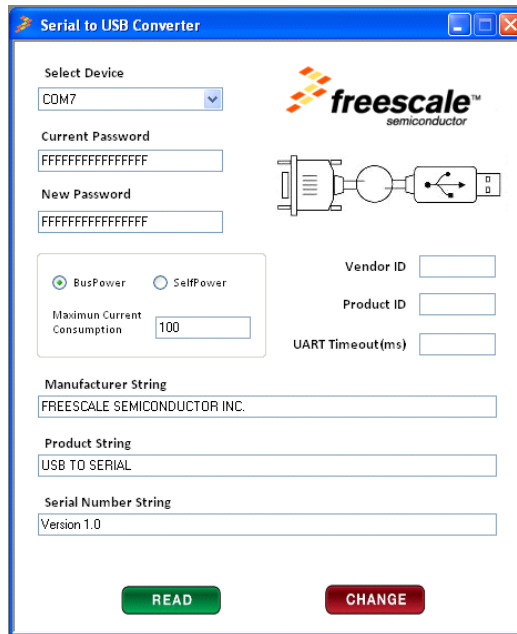 Serial to USB Converter
Select Device
COM7
freescale™
semiconductor
Current Password
FFFFFFFFFFFFFFFF
New Password
FFFFFFFFFFFFFFFF
BusPower SelfPower
Maximun Current
Consumption
100
Vendor ID
Product ID
UART Timeout(ms)
Manufacturer String
FREESCALE SEMICONDUCTOR INC.
Product String
USB TO SERIAL
Serial Number String
Version 1.0
READ CHANGE